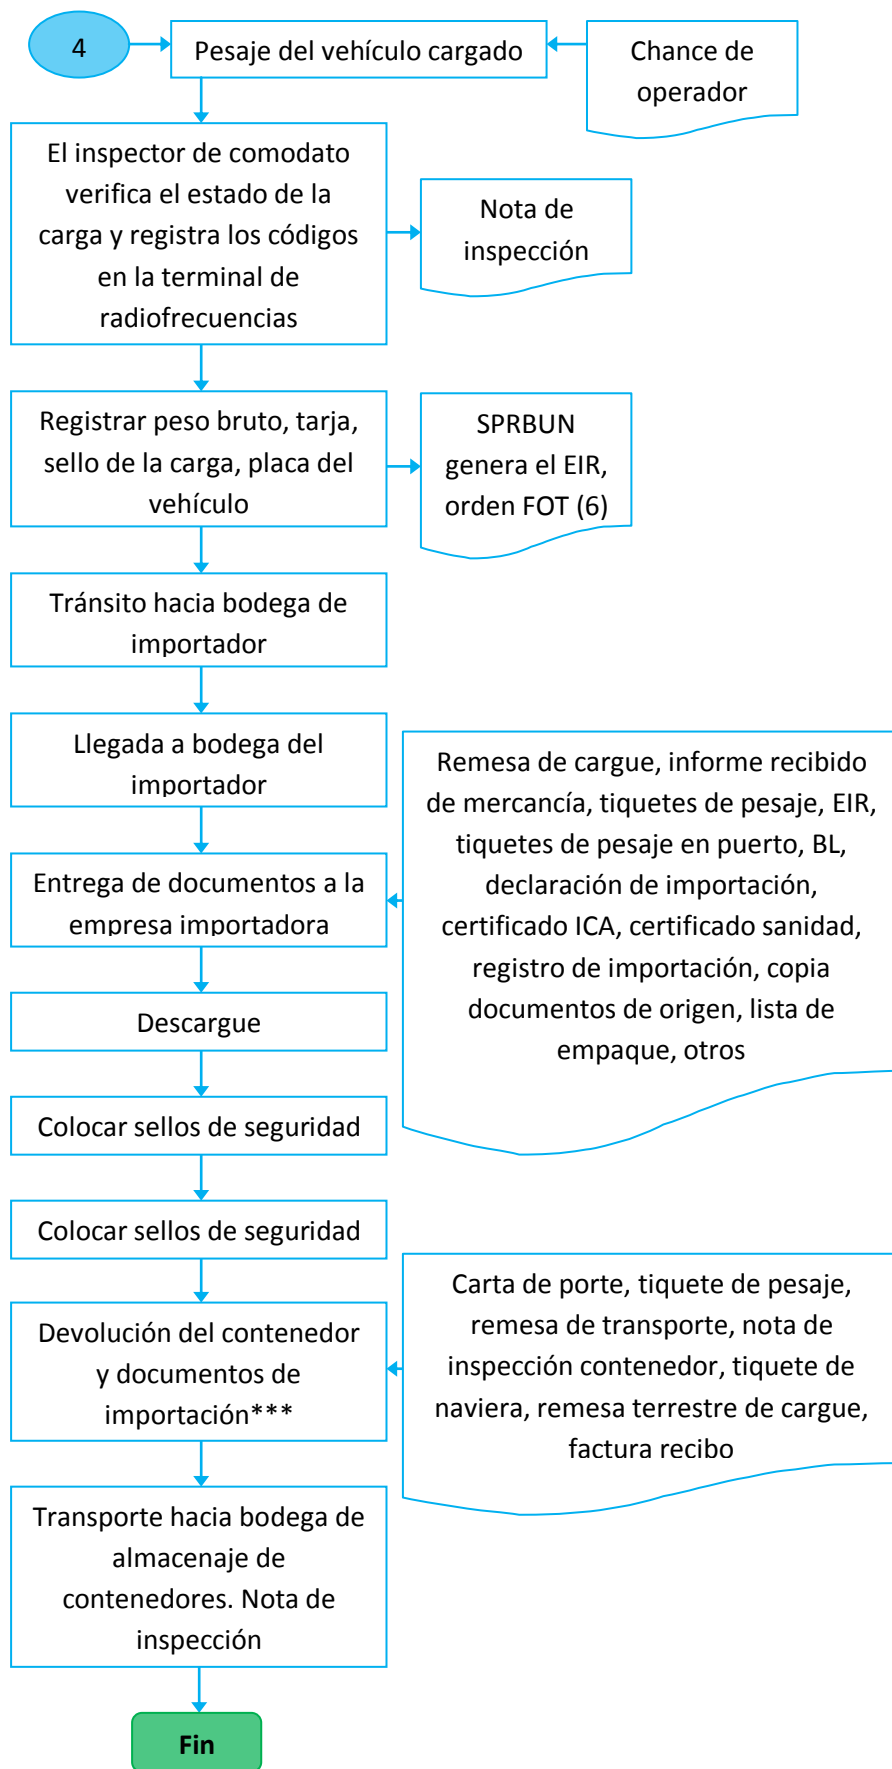 4
Pesaje del vehículo cargado
Chance de
operador
El inspector de comodato
verifica el estado de la
carga y registra los códigos
en la terminal de
radiofrecuencias
Nota de
inspección
Registrar peso bruto, tarja,
sello de la carga, placa del
vehículo
SPRBUN
genera el EIR,
orden FOT (6)
Tránsito hacia bodega de
importador
Llegada a bodega del
importador
Remesa de cargue, informe recibido
de mercancía, tiquetes de pesaje, EIR,
tiquetes de pesaje en puerto, BL,
declaración de importación,
certificado ICA, certificado sanidad,
registro de importación, copia
documentos de origen, lista de
empaque, otros
Entrega de documentos a la
empresa importadora
Descargue
Colocar sellos de seguridad
Colocar sellos de seguridad
Carta de porte, tiquete de pesaje,
remesa de transporte, nota de
inspección contenedor, tiquete de
naviera, remesa terrestre de cargue,
factura recibo
Devolución del contenedor
y documentos de
importación***
Transporte hacia bodega de
almacenaje de
contenedores. Nota de
inspección
Fin